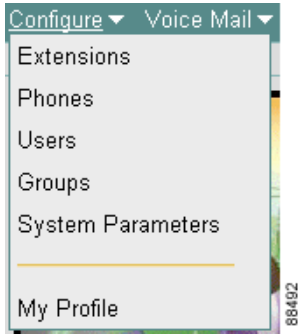 Configure Voice Mail
Extensions
Phones
Users
Groups
System Parameters
My Profile
88492